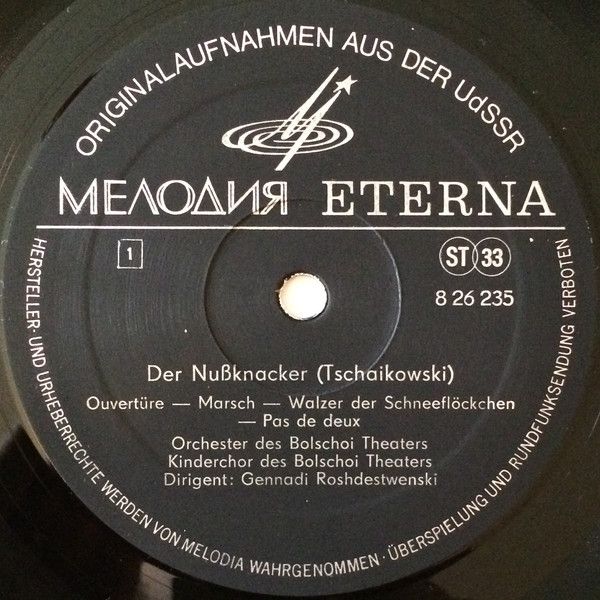 ORIGINALAUFNAHMEN AUS DER UdSSR
МЕЛОДИЯ ETERNA
1
ST 33
8 26 235
Der Nußknacker (Tschaikowski)
Ouvertüre — Marsch — Walzer der Schneeflöckchen
— Pas de deux
Orchester des Bolschoi Theaters
Kinderchor des Bolschoi Theaters
Dirigent: Gennadi Roshdestwenski
HERSTELLER- UND URHEBERRECHTE WERDEN VON MELODIA WAHRGENOMMEN · ÜBERSPIELUNG UND RUNDFUNKSENDUNG VERBOTEN